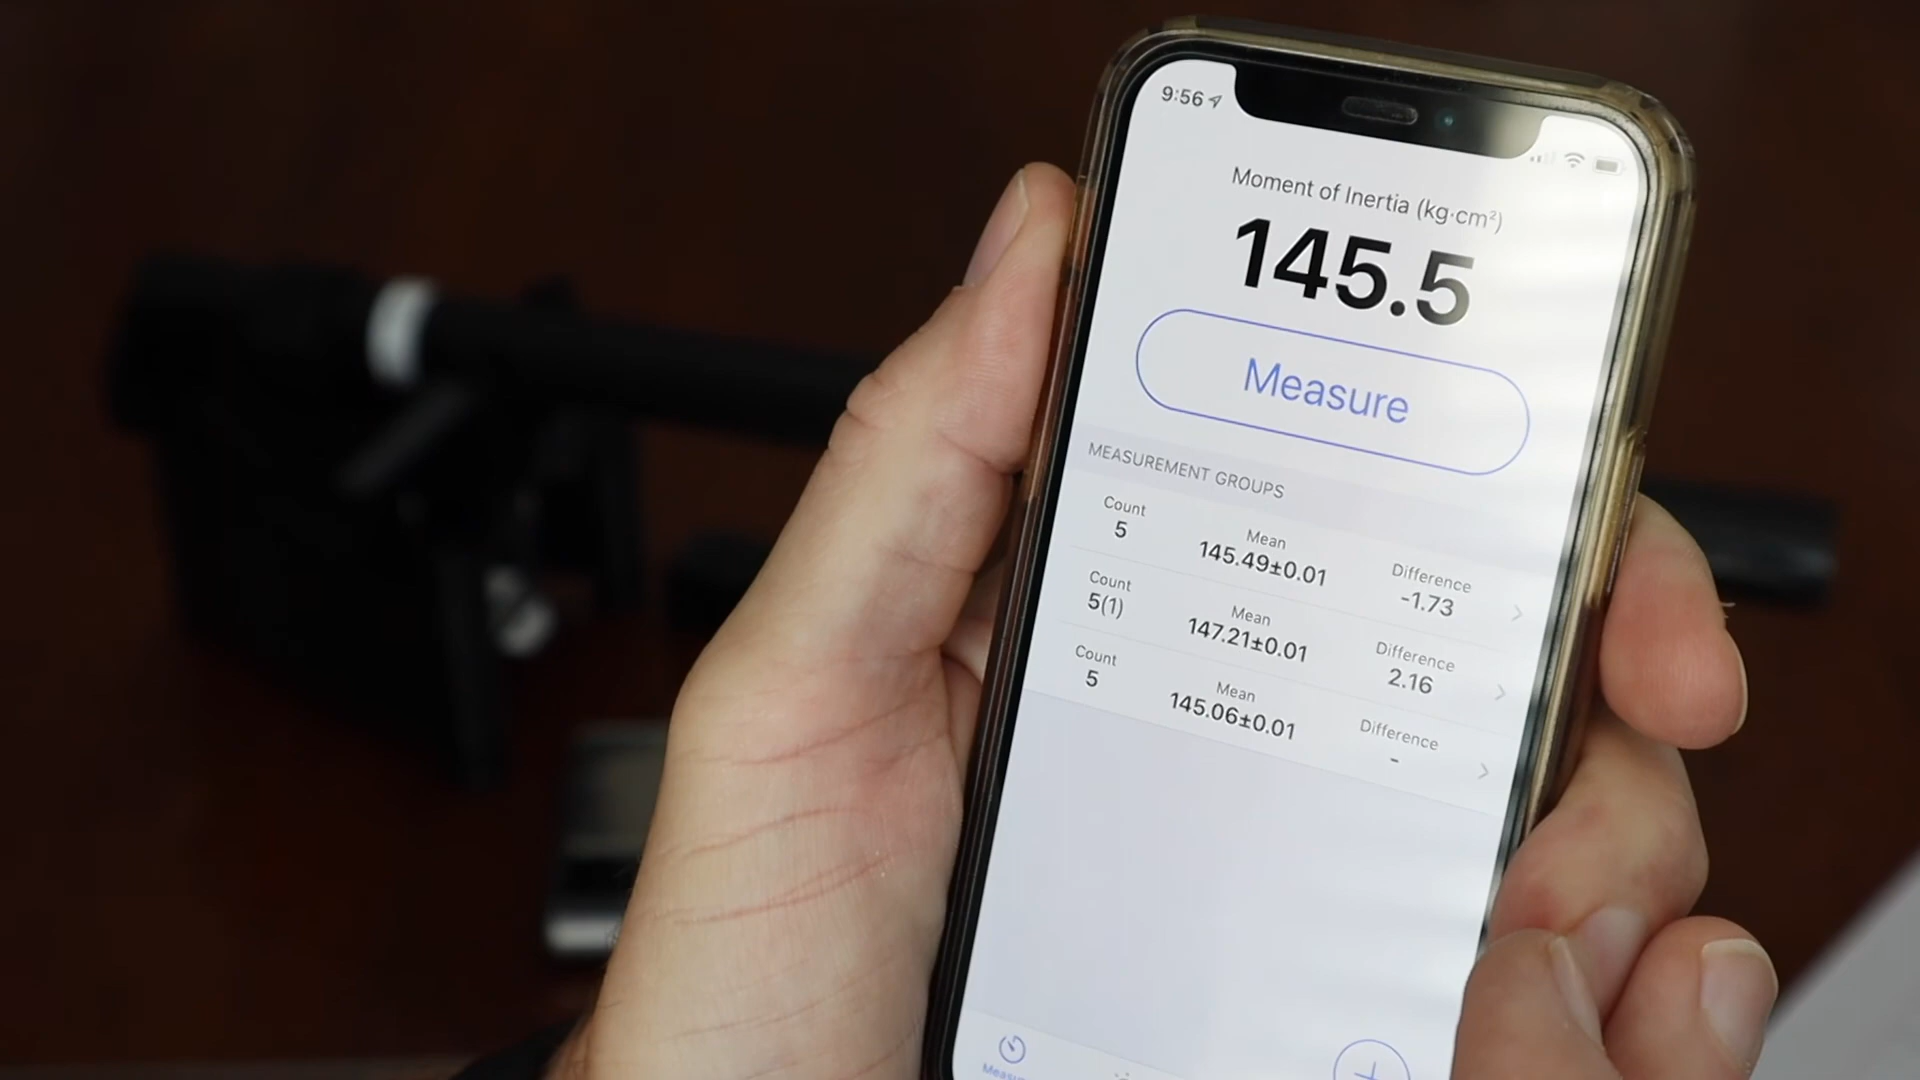 9:56
Moment of Inertia (kg·cm²)
145.5
Measure
MEASUREMENT GROUPS
Count Mean Difference
5 145.49±0.01 -1.73
Count Mean Difference
5(1) 147.21±0.01 2.16
Count Mean Difference
5 145.06±0.01 -